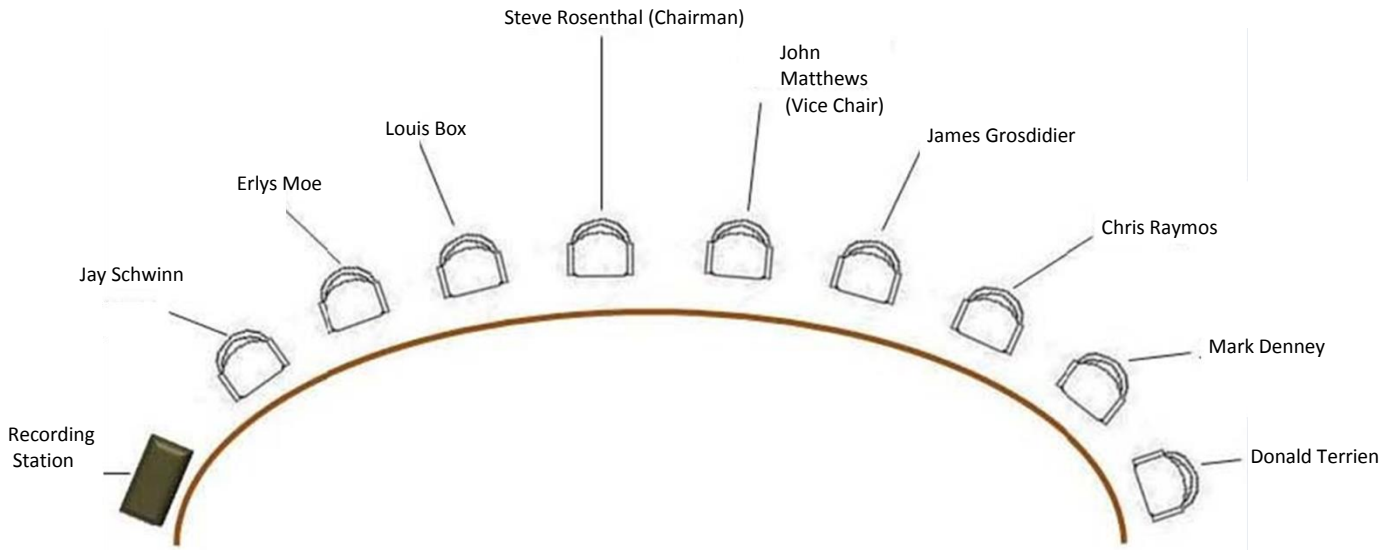 Steve Rosenthal (Chairman)
John
Matthews
(Vice Chair)
Louis Box
James Grosdidier
Erlys Moe
Chris Raymos
Jay Schwinn
Mark Denney
Recording
Station
Donald Terrien